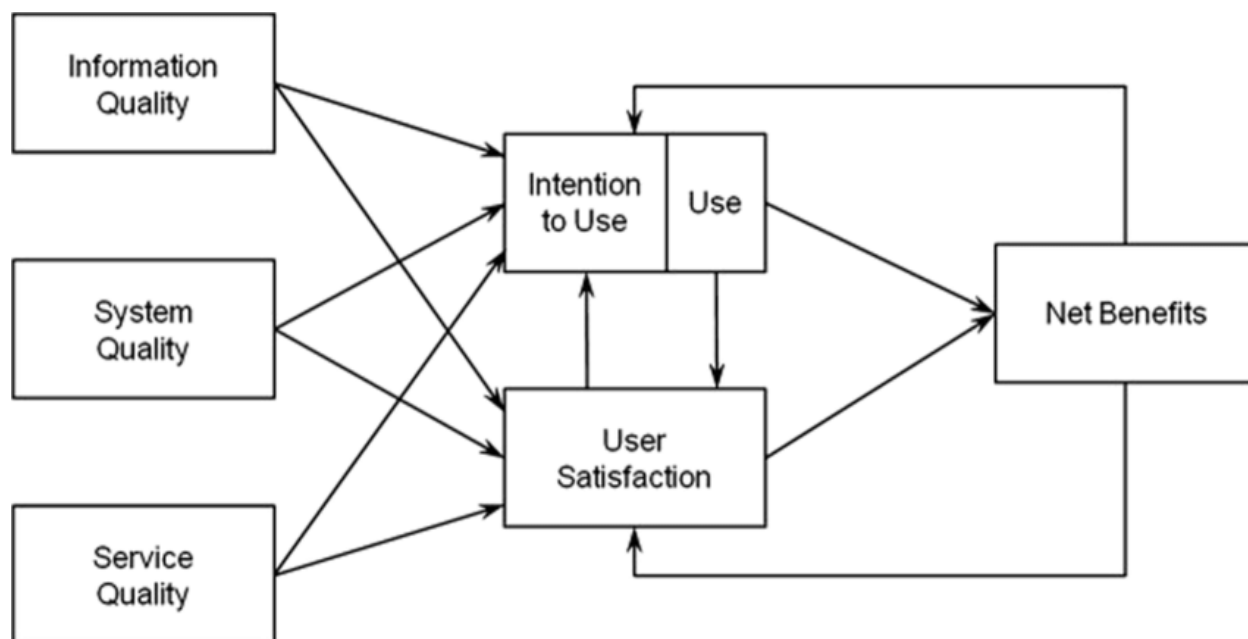 Information
Quality
Intention
to Use
Use
System
Quality
Net Benefits
User
Satisfaction
Service
Quality